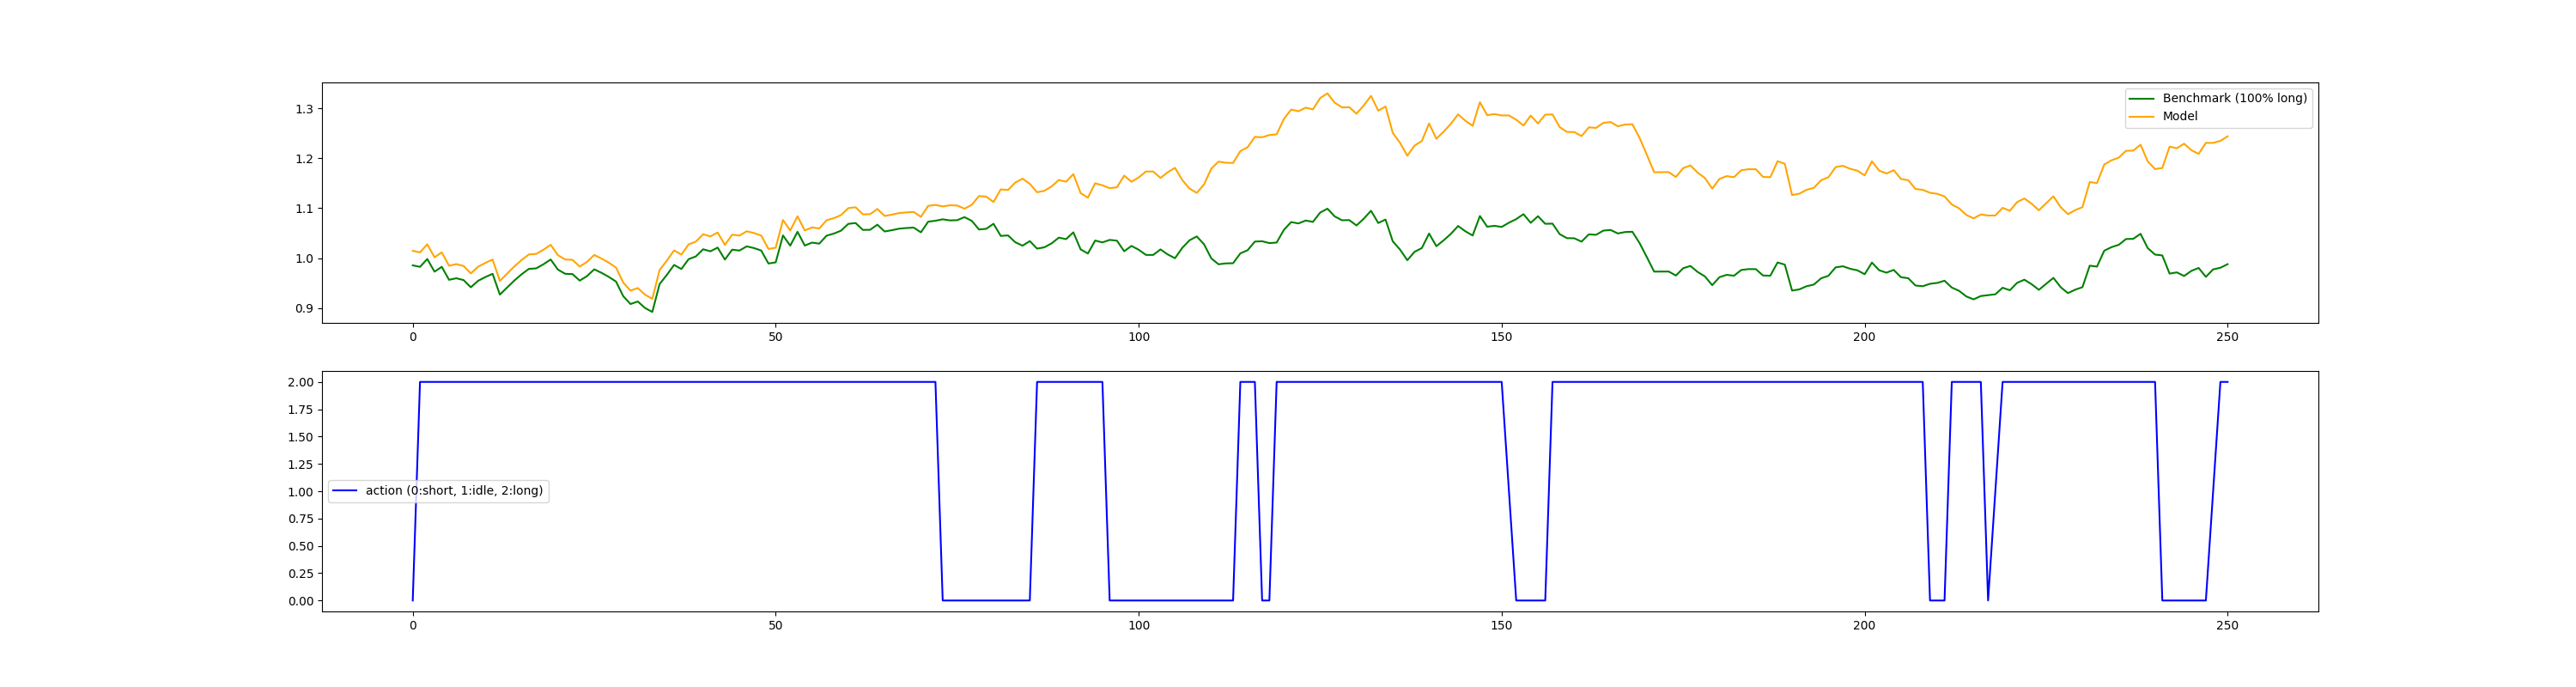 1.3
1.2
1.1
1.0
0.9
Benchmark (100% long)
Model
0 50 100 150 200 250
2.00
1.75
1.50
1.25
1.00
0.75
0.50
0.25
0.00
action (0:short, 1:idle, 2:long)
0 50 100 150 200 250